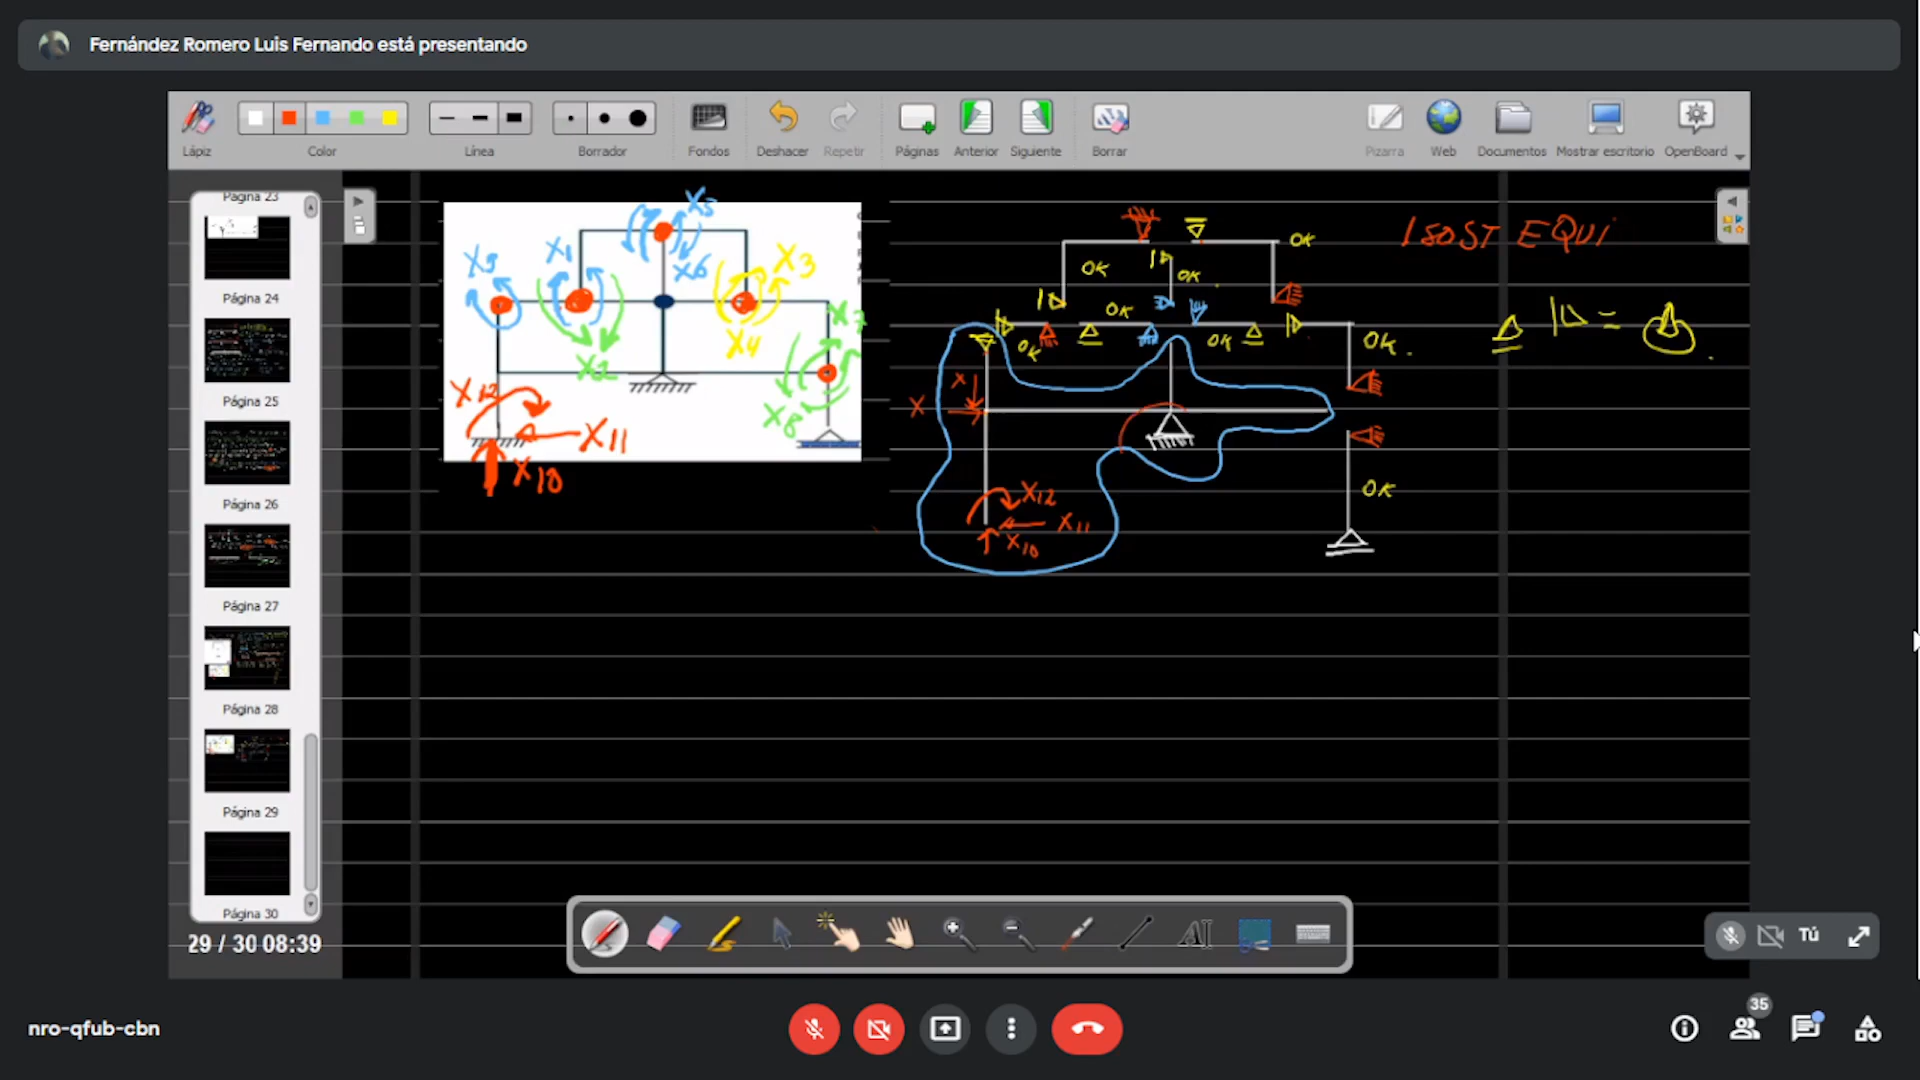 Fernández Romero Luis Fernando está presentando
Lápiz
Color
Línea
Borrador
Fondos
Deshacer
Repetir
Páginas
Anterior
Siguiente
Borrar
Pizarra
Web
Documentos
Mostrar escritorio
OpenBoard
Página 23
Página 24
Página 25
Página 26
Página 27
Página 28
Página 29
Página 30
29 / 30 08:39
X5
X6
X9
X1
X3
X2
X4
X7
X8
X12
X11
X10
ISOST EQUI
OK
OK
OK
OK
OK
OK
OK.
=
X
X
X12
X11
X10
OK
Tú
nro-qfub-cbn
35